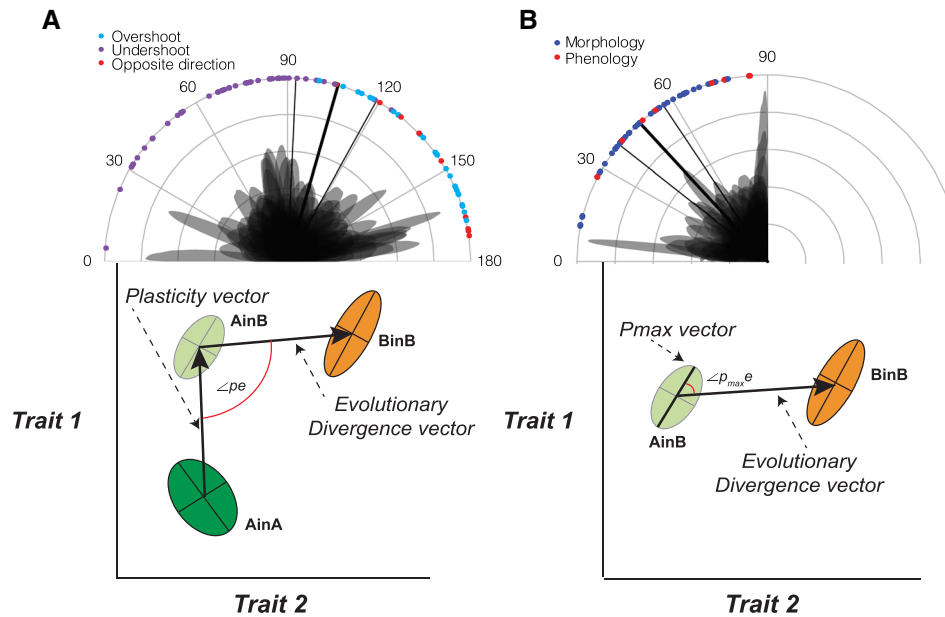 A
Overshoot
Undershoot
Opposite direction
0
30
60
90
120
150
180
Plasticity vector
AinB
BinB
∠pe
Evolutionary
Divergence vector
AinA
Trait 1
Trait 2
B
Morphology
Phenology
0
30
60
90
Pmax vector
∠pmaxe
BinB
AinB
Evolutionary
Divergence vector
Trait 1
Trait 2